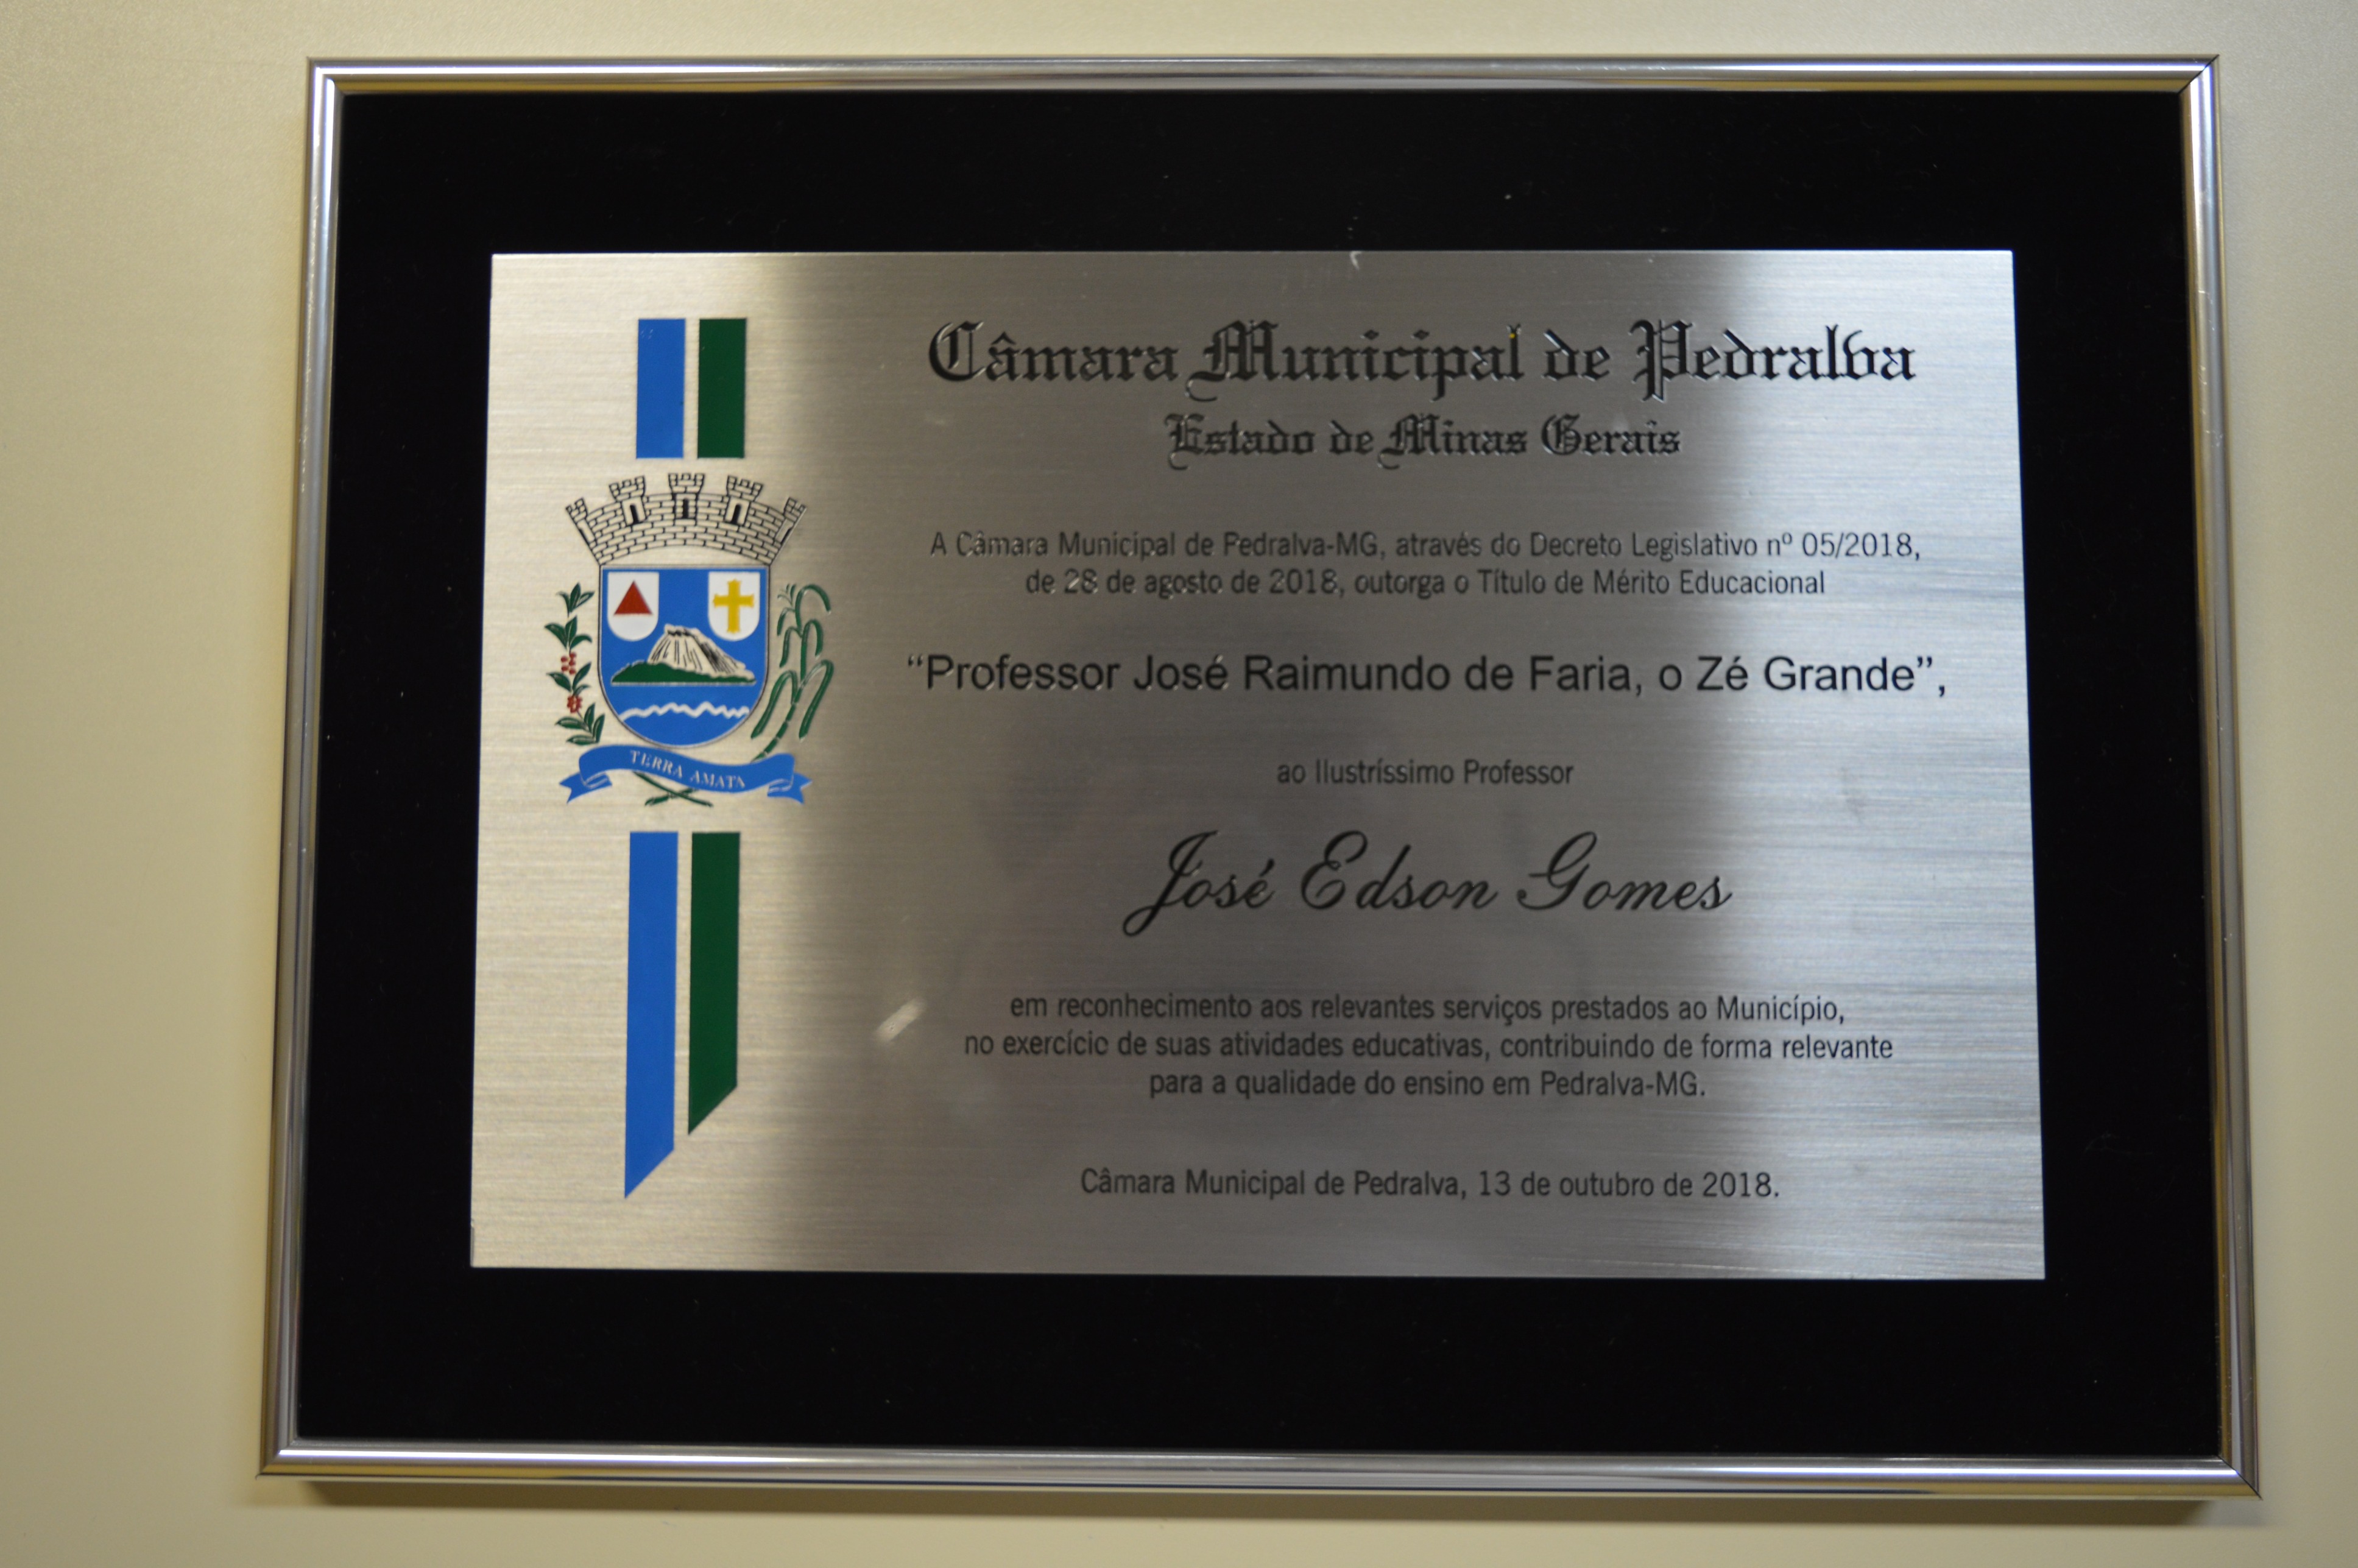 Câmara Municipal de Pedralva
Estado de Minas Gerais
A Câmara Municipal de Pedralva-MG, através do Decreto Legislativo nº 05/2018,
de 28 de agosto de 2018, outorga o Título de Mérito Educacional
“Professor José Raimundo de Faria, o Zé Grande”,
ao Ilustríssimo Professor
José Edson Gomes
em reconhecimento aos relevantes serviços prestados ao Município,
no exercício de suas atividades educativas, contribuindo de forma relevante
para a qualidade do ensino em Pedralva-MG.
Câmara Municipal de Pedralva, 13 de outubro de 2018.
TERRA AMATA